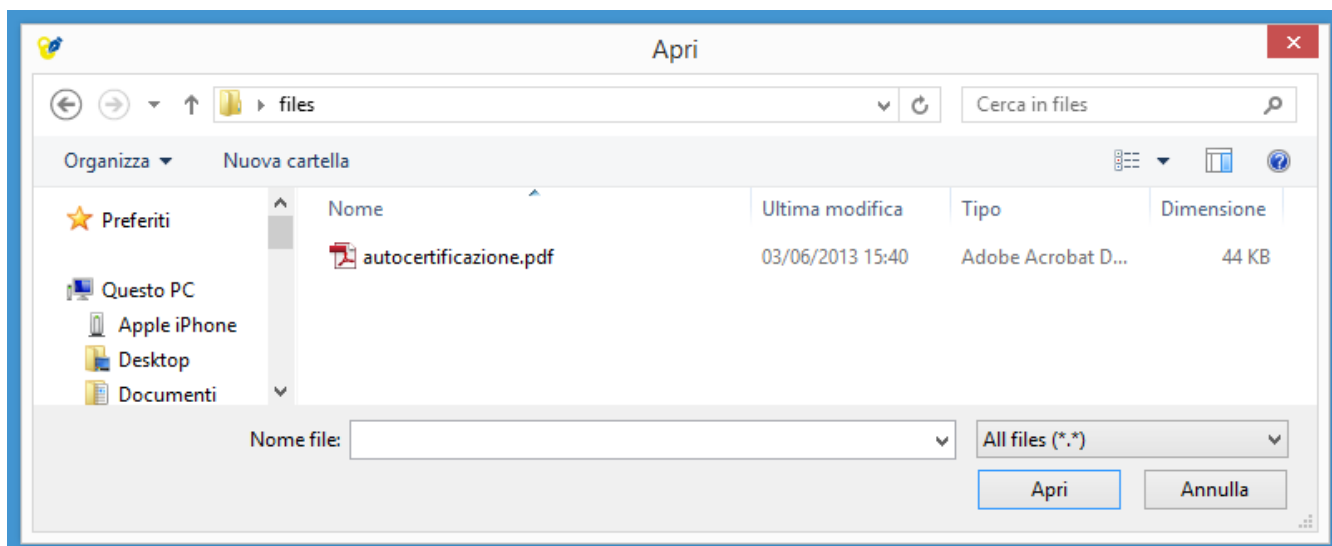 Apri
files
Cerca in files
Organizza
Nuova cartella
Preferiti
Questo PC
Apple iPhone
Desktop
Documenti
Nome Ultima modifica Tipo Dimensione
autocertificazione.pdf 03/06/2013 15:40 Adobe Acrobat D... 44 KB
Nome file:
All files (*.*)
Apri
Annulla